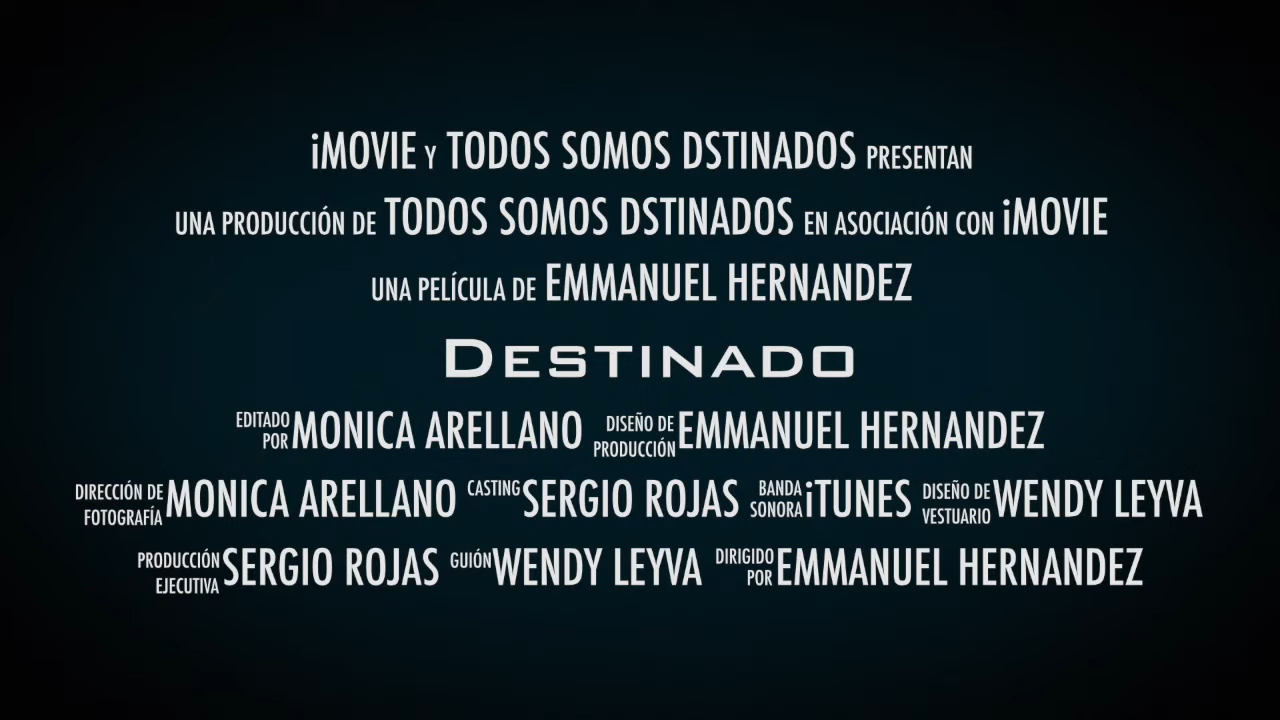 iMOVIE Y TODOS SOMOS DSTINADOS PRESENTAN
UNA PRODUCCIÓN DE TODOS SOMOS DSTINADOS EN ASOCIACIÓN CON iMOVIE
UNA PELÍCULA DE EMMANUEL HERNANDEZ
DESTINADO
EDITADO POR MONICA ARELLANO DISEÑO DE PRODUCCIÓN EMMANUEL HERNANDEZ
DIRECCIÓN DE FOTOGRAFÍA MONICA ARELLANO CASTING SERGIO ROJAS BANDA SONORA iTUNES DISEÑO DE VESTUARIO WENDY LEYVA
PRODUCCIÓN EJECUTIVA SERGIO ROJAS GUIÓN WENDY LEYVA DIRIGIDO POR EMMANUEL HERNANDEZ